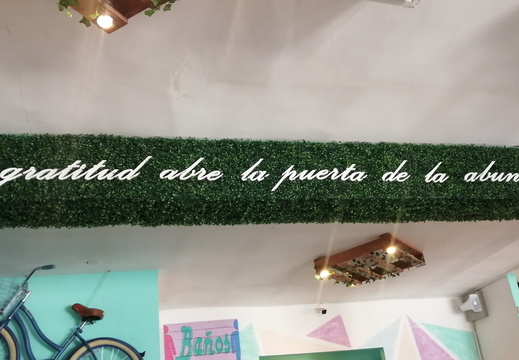 gratitud abre la puerta de la abun
Baños